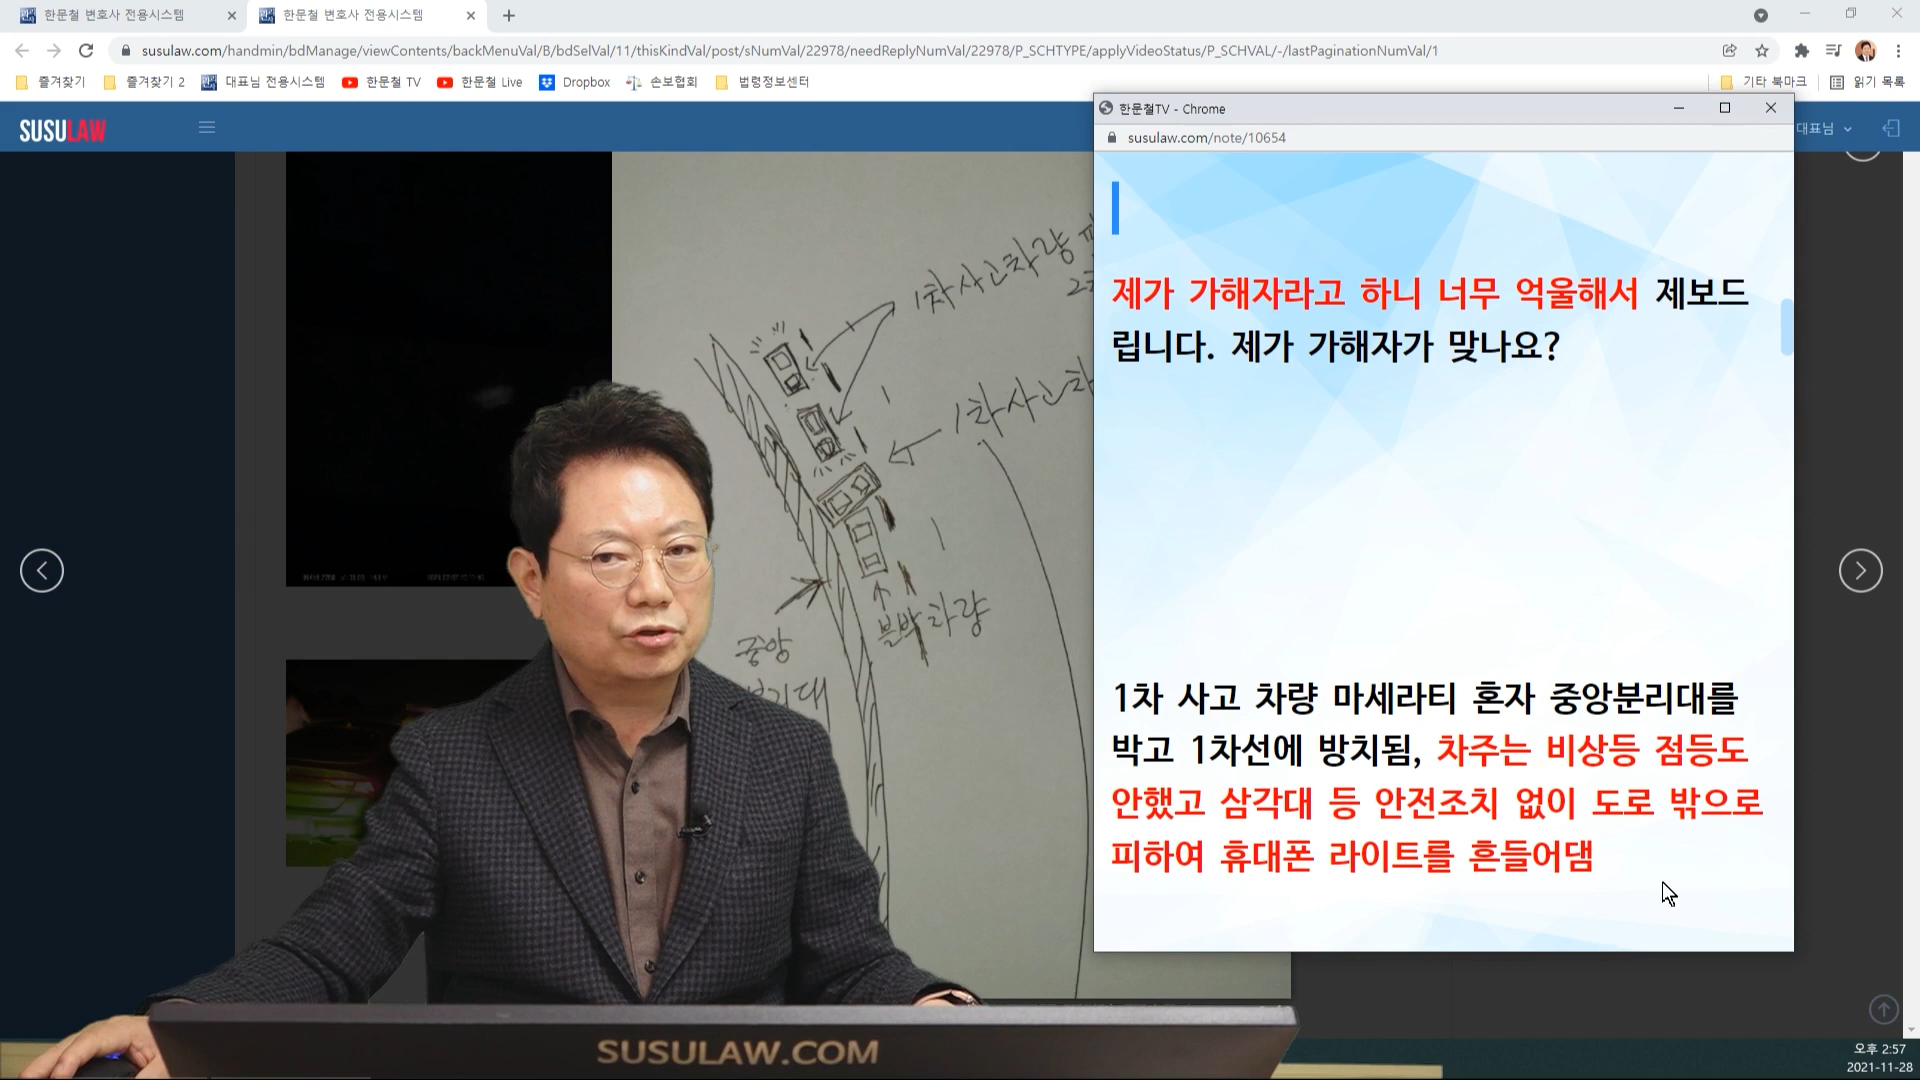 한문철 변호사 전용시스템
한문철 변호사 전용시스템
susulaw.com/handmin/bdManage/viewContents/backMenuVal/B/bdSelVal/11/thisKindVal/post/sNumVal/22978/needReplyNumVal/22978/P_SCHTYPE/applyVideoStatus/P_SCHVAL/-/lastPaginationNumVal/1
즐겨찾기 즐겨찾기 2 대표님 전용시스템 한문철 TV 한문철 Live Dropbox 손보협회 법령정보센터 기타 북마크 읽기 목록
한문철TV - Chrome
SUSULAW 대표님
susulaw.com/note/10654
제가 가해자라고 하니 너무 억울해서 제보드
립니다. 제가 가해자가 맞나요?
1차 사고 차량 마세라티 혼자 중앙분리대를
박고 1차선에 방치됨, 차주는 비상등 점등도
안했고 삼각대 등 안전조치 없이 도로 밖으로
피하여 휴대폰 라이트를 흔들어댐
1차사고차량
1차사고차
블박차량
중앙
분리대
SUSULAW.COM
오후 2:57
2021-11-28